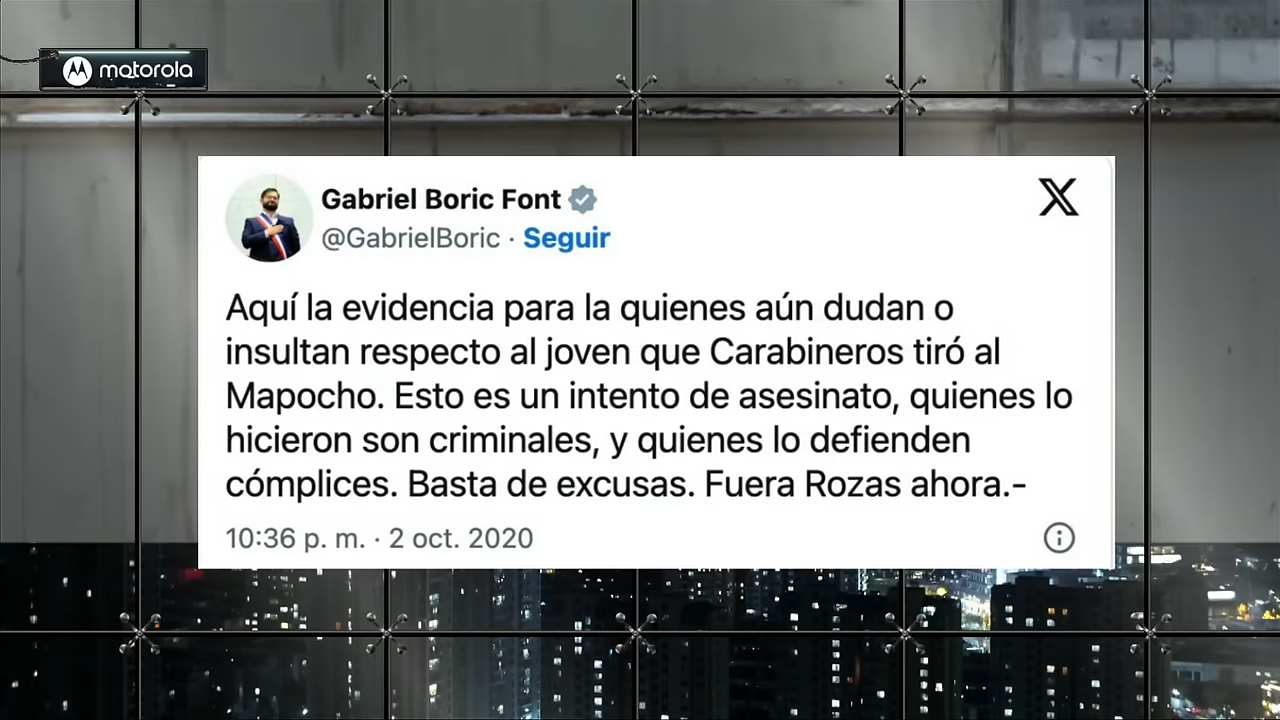 motorola
Gabriel Boric Font
@GabrielBoric · Seguir
Aquí la evidencia para la quienes aún dudan o
insultan respecto al joven que Carabineros tiró al
Mapocho. Esto es un intento de asesinato, quienes lo
hicieron son criminales, y quienes lo defienden
cómplices. Basta de excusas. Fuera Rozas ahora.-
10:36 p. m. · 2 oct. 2020